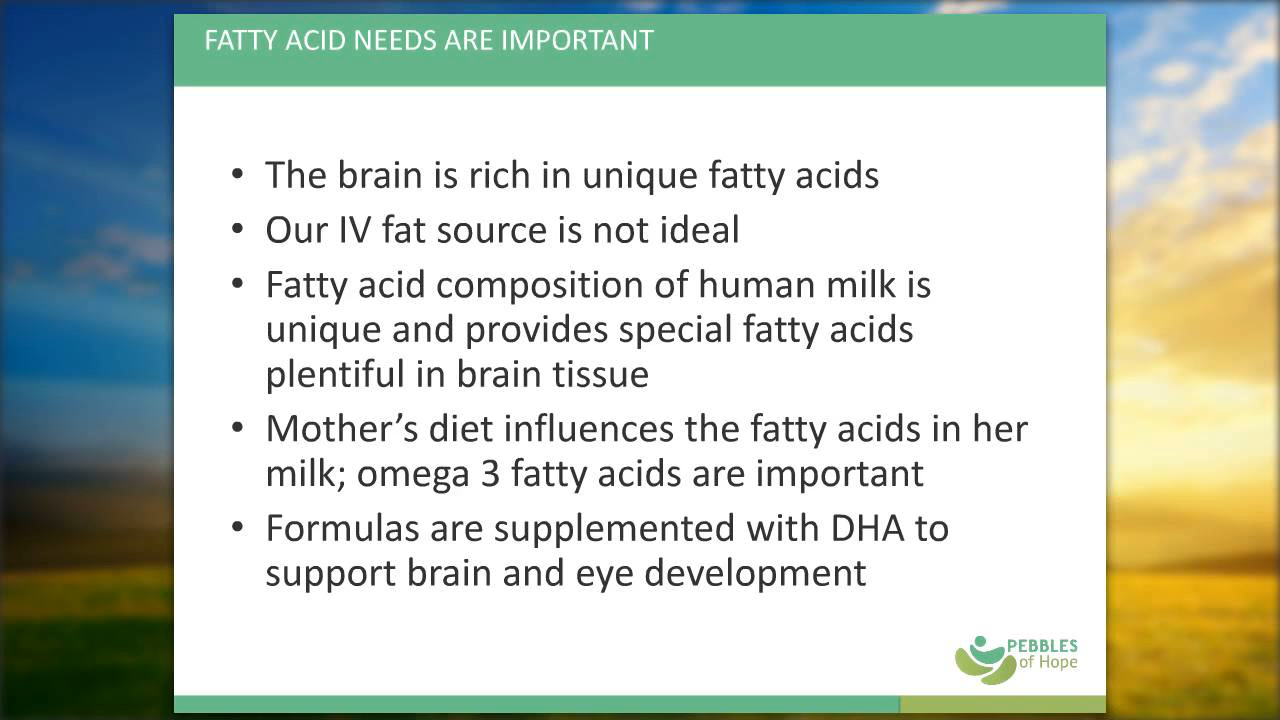 FATTY ACID NEEDS ARE IMPORTANT
• The brain is rich in unique fatty acids
• Our IV fat source is not ideal
• Fatty acid composition of human milk is
unique and provides special fatty acids
plentiful in brain tissue
• Mother’s diet influences the fatty acids in her
milk; omega 3 fatty acids are important
• Formulas are supplemented with DHA to
support brain and eye development
PEBBLES
of Hope